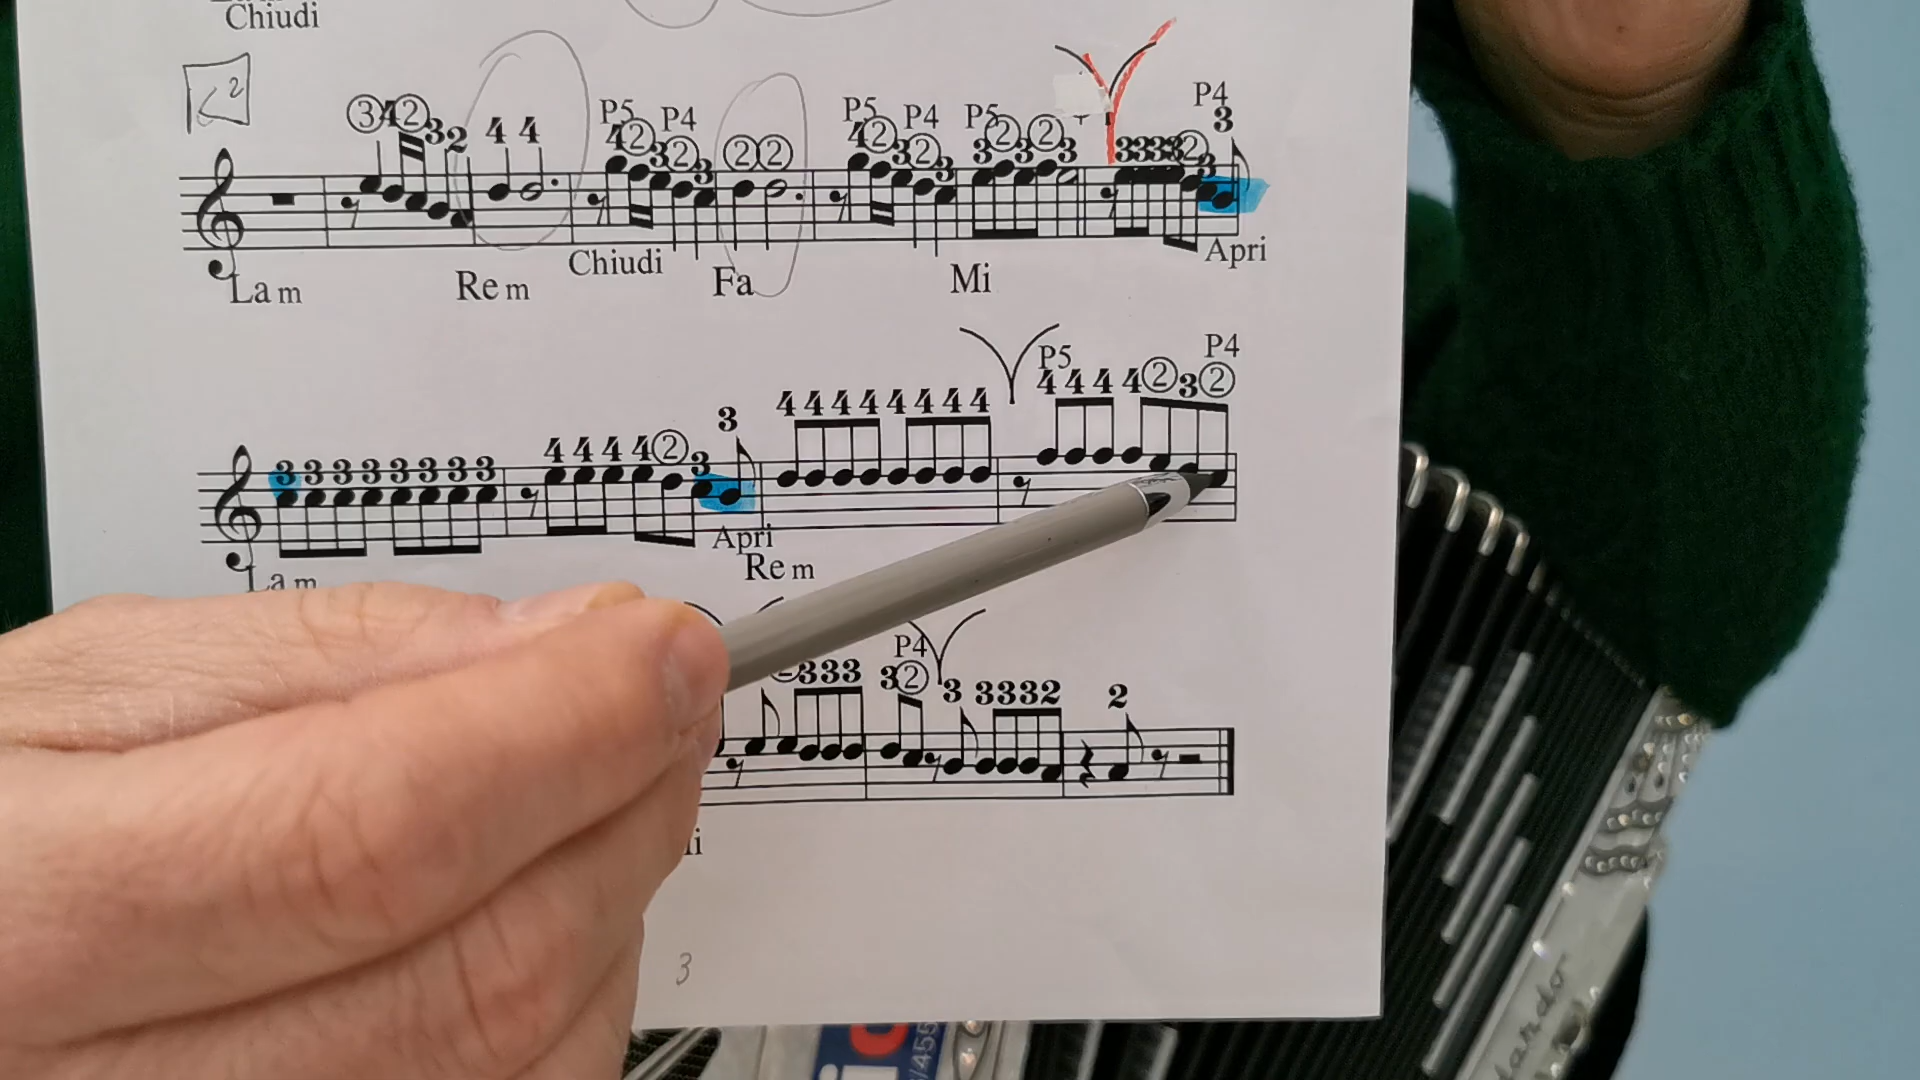 Chiudi
2
P4
P5 P4 P5 P4 P5 3
3 4 2 3 2 4 4 4 2 3 2 3 2 2 4 2 3 2 3 3 2 3 2 3 3 3 3 3 2 3
La m Re m Chiudi Fa Mi Apri
P5 P4
3 4 4 4 4 4 4 4 4 4 4 4 4 2 3 2
3 3 3 3 3 3 3 3 4 4 4 4 2 3
Apri
La m Re m
P4
3 3 3 3 2 3 3 3 3 2 2
3